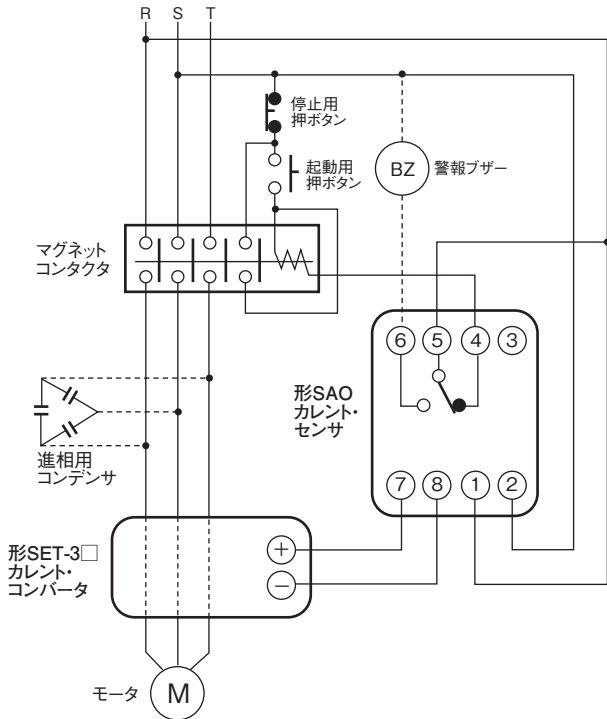 R S T
停止用
押ボタン
起動用
押ボタン
BZ 警報ブザー
マグネット
コンタクタ
6 5 4 3
形SAO
カレント・
センサ
進相用
コンデンサ
7 8 1 2
形SET-3□
カレント・
コンバータ
+
−
モータ M